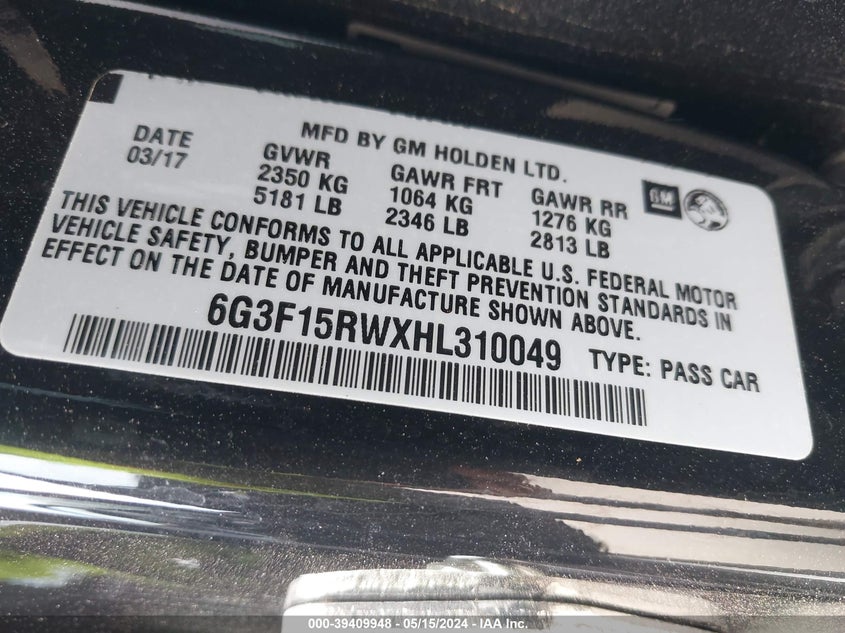 MFD BY GM HOLDEN LTD.
DATE GVWR GAWR FRT GAWR RR
03/17 2350 KG 1064 KG 1276 KG
5181 LB 2346 LB 2813 LB
GM
THIS VEHICLE CONFORMS TO ALL APPLICABLE U.S. FEDERAL MOTOR
VEHICLE SAFETY, BUMPER AND THEFT PREVENTION STANDARDS IN
EFFECT ON THE DATE OF MANUFACTURE SHOWN ABOVE.
6G3F15RWXHL310049 TYPE: PASS CAR
000-39409948 - 05/15/2024 - IAA Inc.